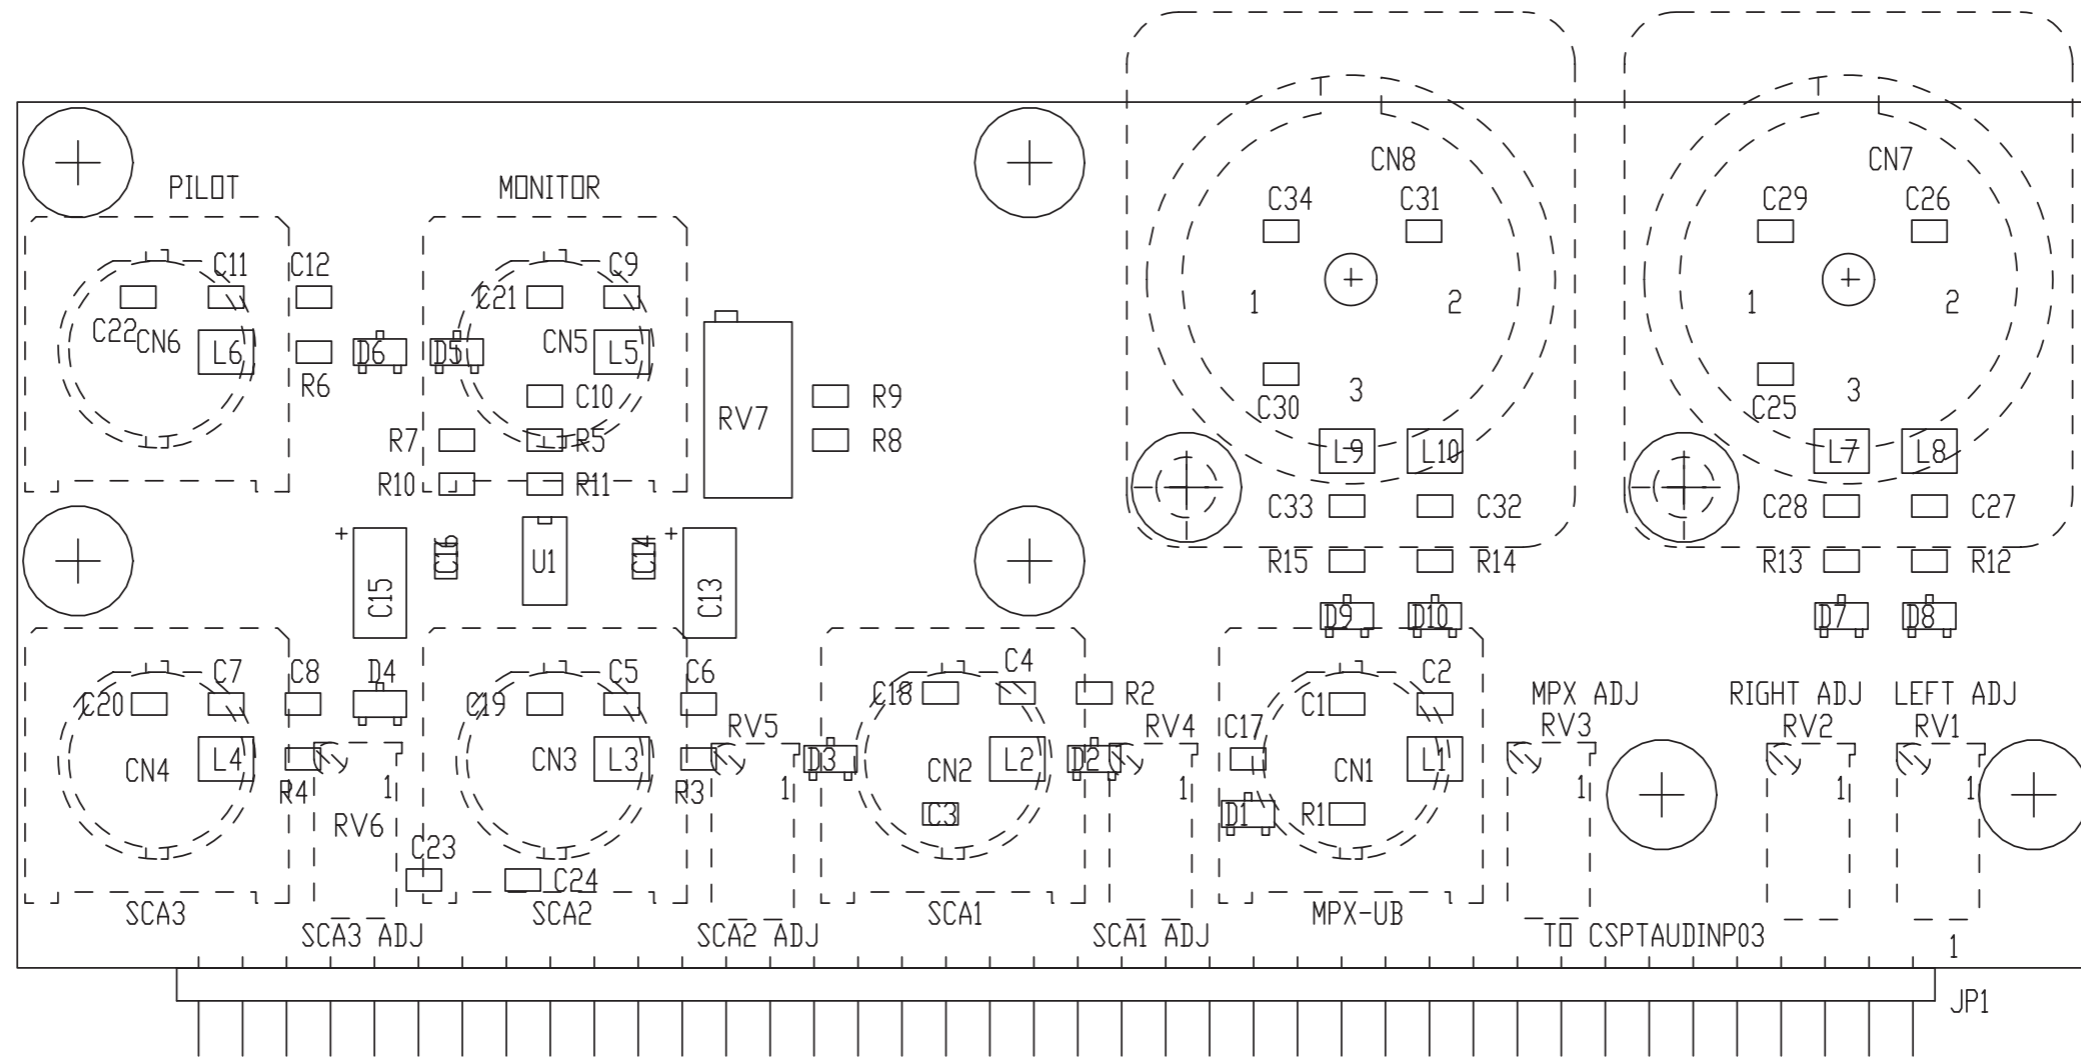 CN8 CN7
PILOT MONITOR
C34 C31 C29 C26
C11 C12 C9
C21
1 2 1 2
C22 CN6 L6 D6 D5 CN5 L5
R6
C10 R9
3 3
C30 C25
RV7
R7 R5 R8
L9 L10 L7 L8
R10 R11
C33 C32 C28 C27
+ +
C16 U1 C14
R15 R14 R13 R12
C15 C13
D9 D10 D7 D8
C7 C8 D4 C5 C6 C4 C2
C20 C19 C18 R2 C1 MPX ADJ RIGHT ADJ LEFT ADJ
RV5 RV4 C17 RV3 RV2 RV1
L4 L3 D3 L2 D2 L1
CN4 CN3 CN2 CN1
R4 1 R3 1 1 1 1 1
RV6 C3 D1 R1
C23
C24
SCA3 SCA2 SCA1 MPX-UB
SCA3 ADJ SCA2 ADJ SCA1 ADJ TO CSPTAUDINP03
1
JP1